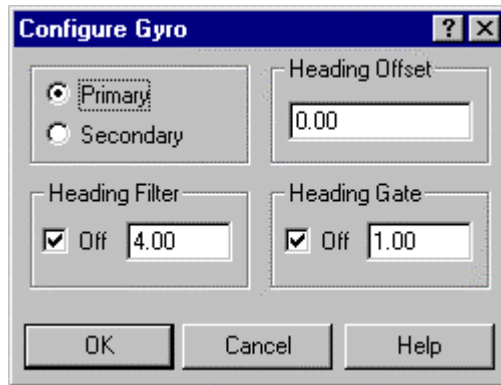 Configure Gyro
Primary
Secondary
Heading Offset
0.00
Heading Filter
Off 4.00
Heading Gate
Off 1.00
OK Cancel Help